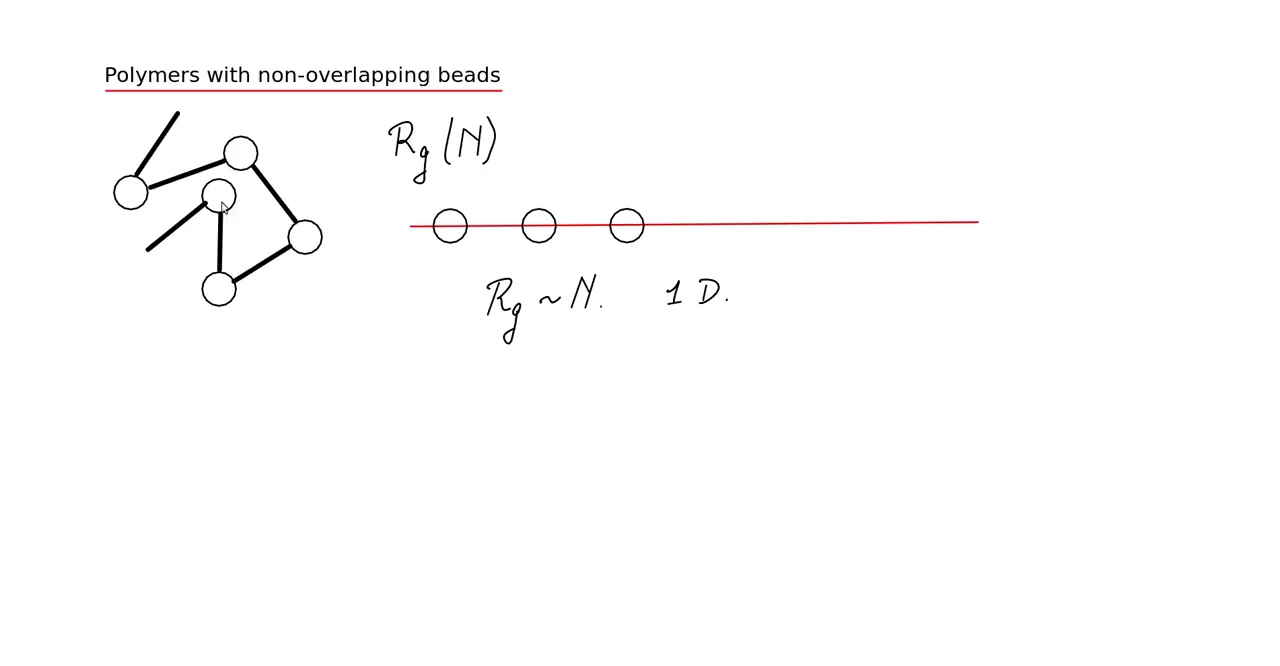 Polymers with non-overlapping beads
Rg (N)
Rg ~ N. 1 D.